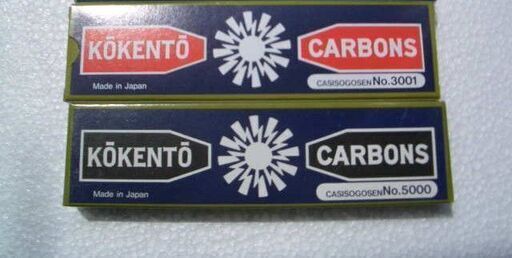 KŌKENTŌ CARBONS
Made in Japan CASISOGOSEN No.3001
KŌKENTŌ CARBONS
Made in Japan CASISOGOSEN No.5000